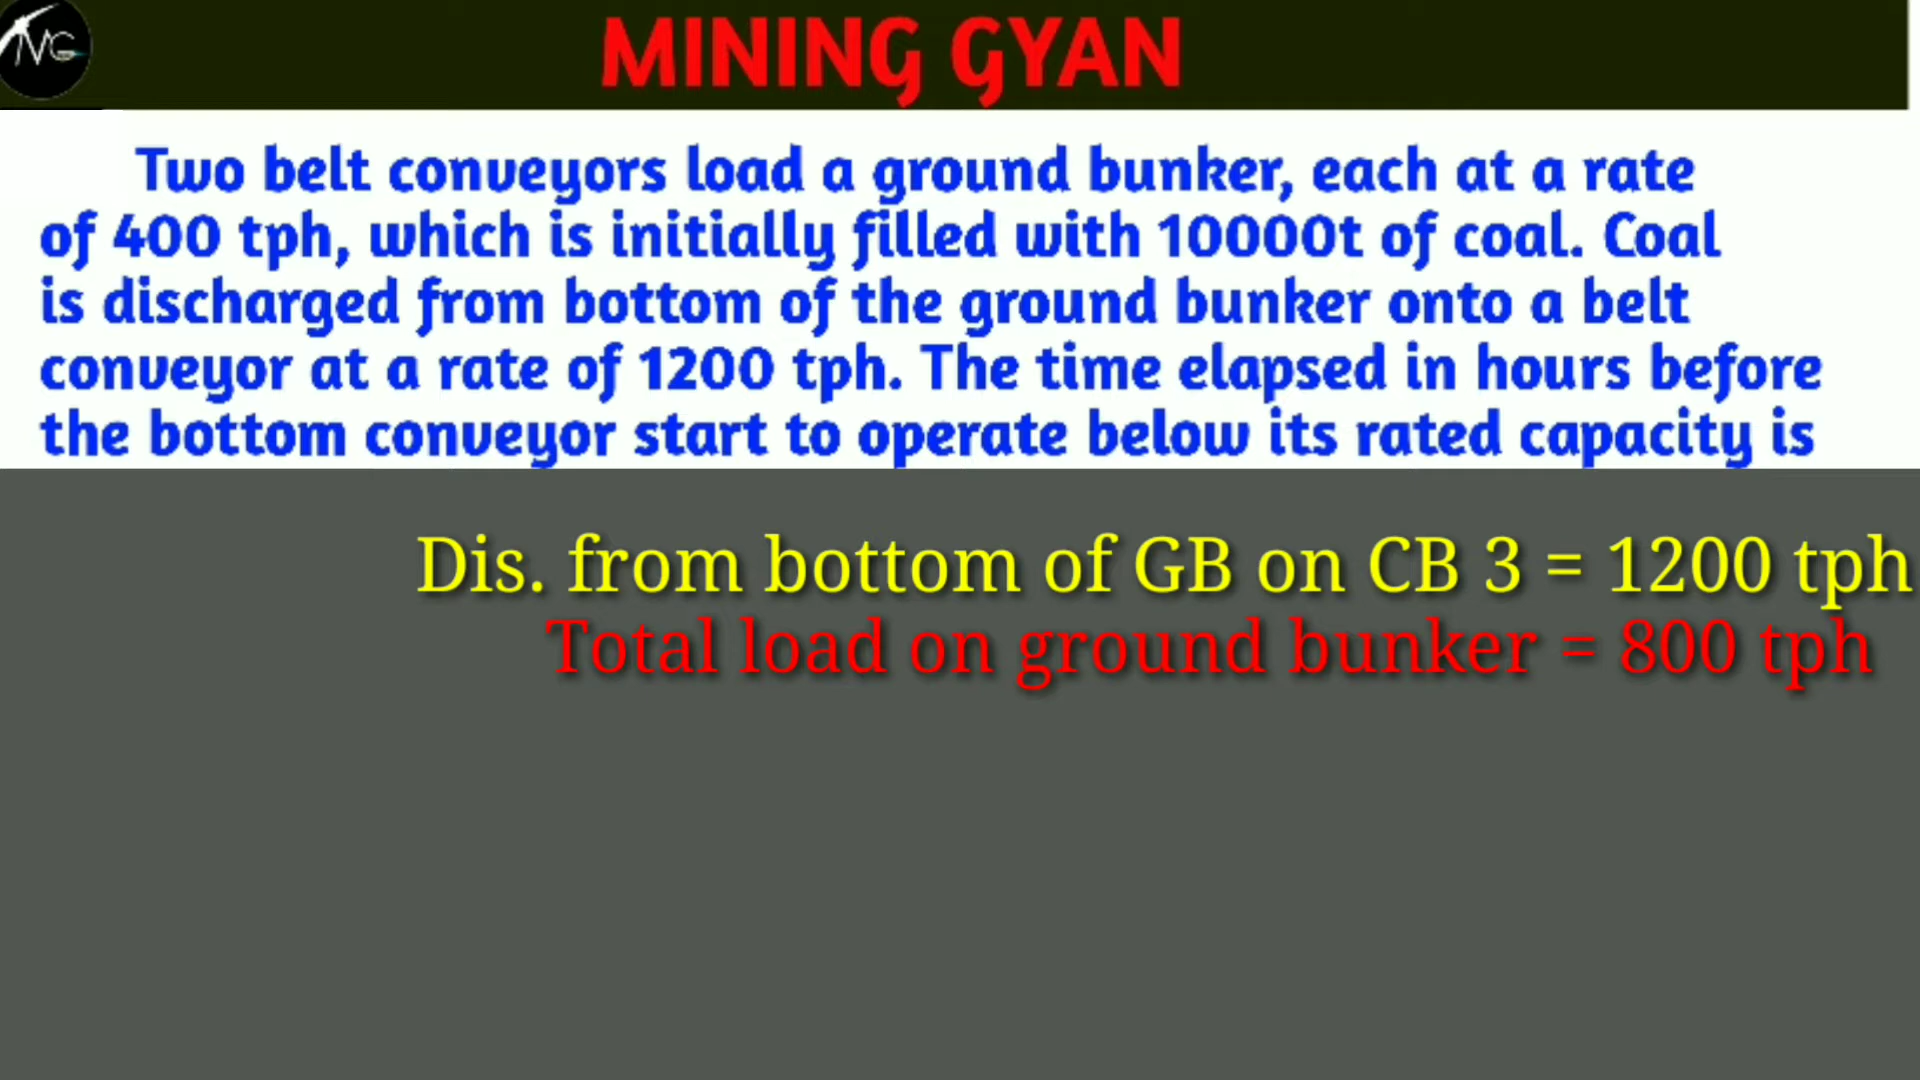 MG
MINING GYAN
Two belt conveyors load a ground bunker, each at a rate
of 400 tph, which is initially filled with 10000t of coal. Coal
is discharged from bottom of the ground bunker onto a belt
conveyor at a rate of 1200 tph. The time elapsed in hours before
the bottom conveyor start to operate below its rated capacity is
Dis. from bottom of GB on CB 3 = 1200 tph
Total load on ground bunker = 800 tph